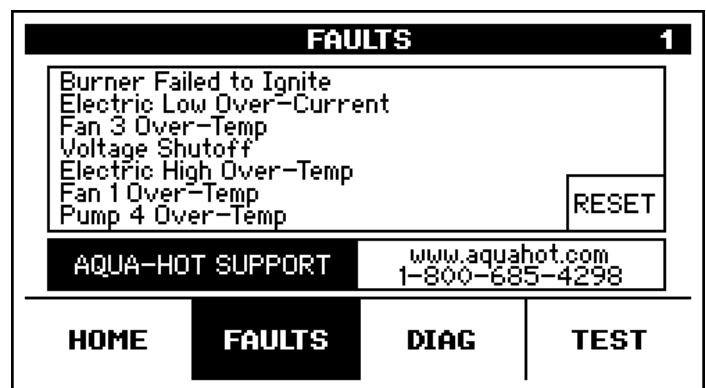 FAULTS 1
Burner Failed to Ignite
Electric Low Over-Current
Fan 3 Over-Temp
Voltage Shutoff
Electric High Over-Temp
Fan 1 Over-Temp
Pump 4 Over-Temp
RESET
AQUA-HOT SUPPORT
www.aquahot.com
1-800-685-4298
HOME FAULTS DIAG TEST